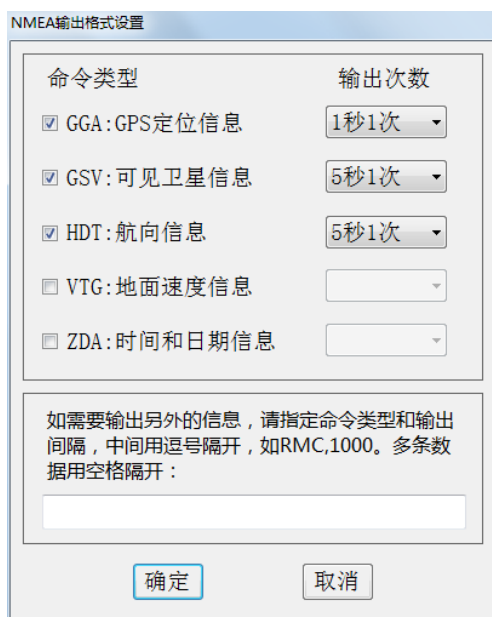 NMEA输出格式设置
命令类型 输出次数
GGA:GPS定位信息 1秒1次
GSV:可见卫星信息 5秒1次
HDT:航向信息 5秒1次
VTG:地面速度信息
ZDA:时间和日期信息
如需要输出另外的信息，请指定命令类型和输出
间隔，中间用逗号隔开，如RMC,1000。多条数
据用空格隔开：
确定 取消